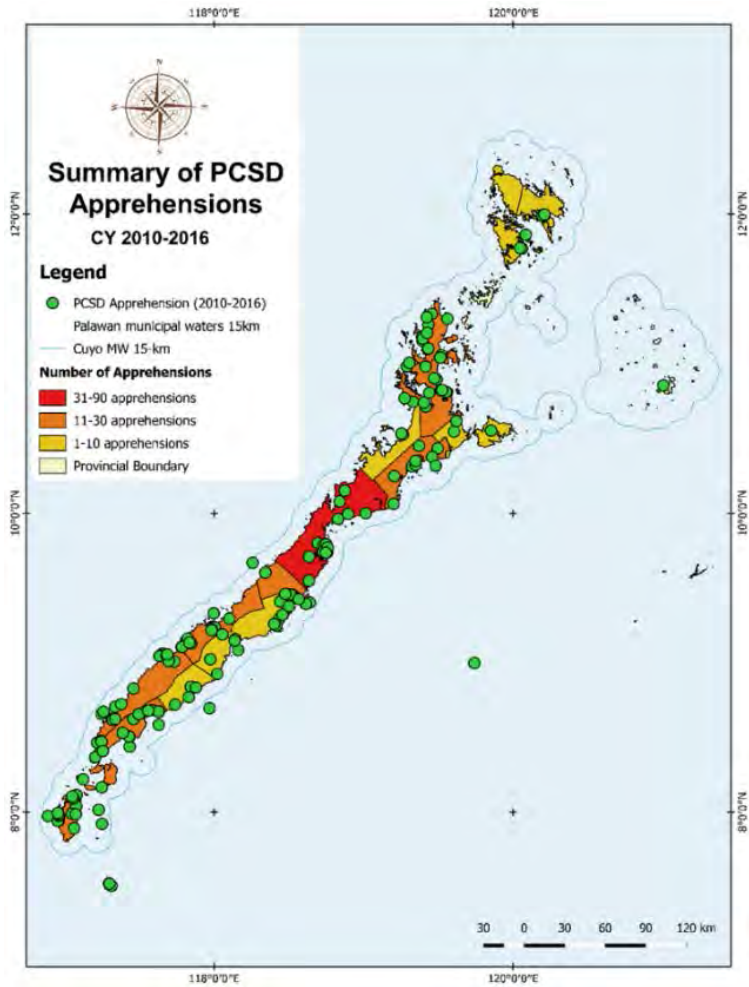 118°0'0"E 120°0'0"E
N
W E
S
Summary of PCSD
Apprehensions
CY 2010-2016
Legend
PCSD Apprehension (2010-2016)
Palawan municipal waters 15km
Cuyo MW 15-km
Number of Apprehensions
31-90 apprehensions
11-30 apprehensions
1-10 apprehensions
Provincial Boundary
12°0'0"N 12°0'0"N
10°0'0"N 10°0'0"N
8°0'0"N 8°0'0"N
30 0 30 60 90 120 km
118°0'0"E 120°0'0"E